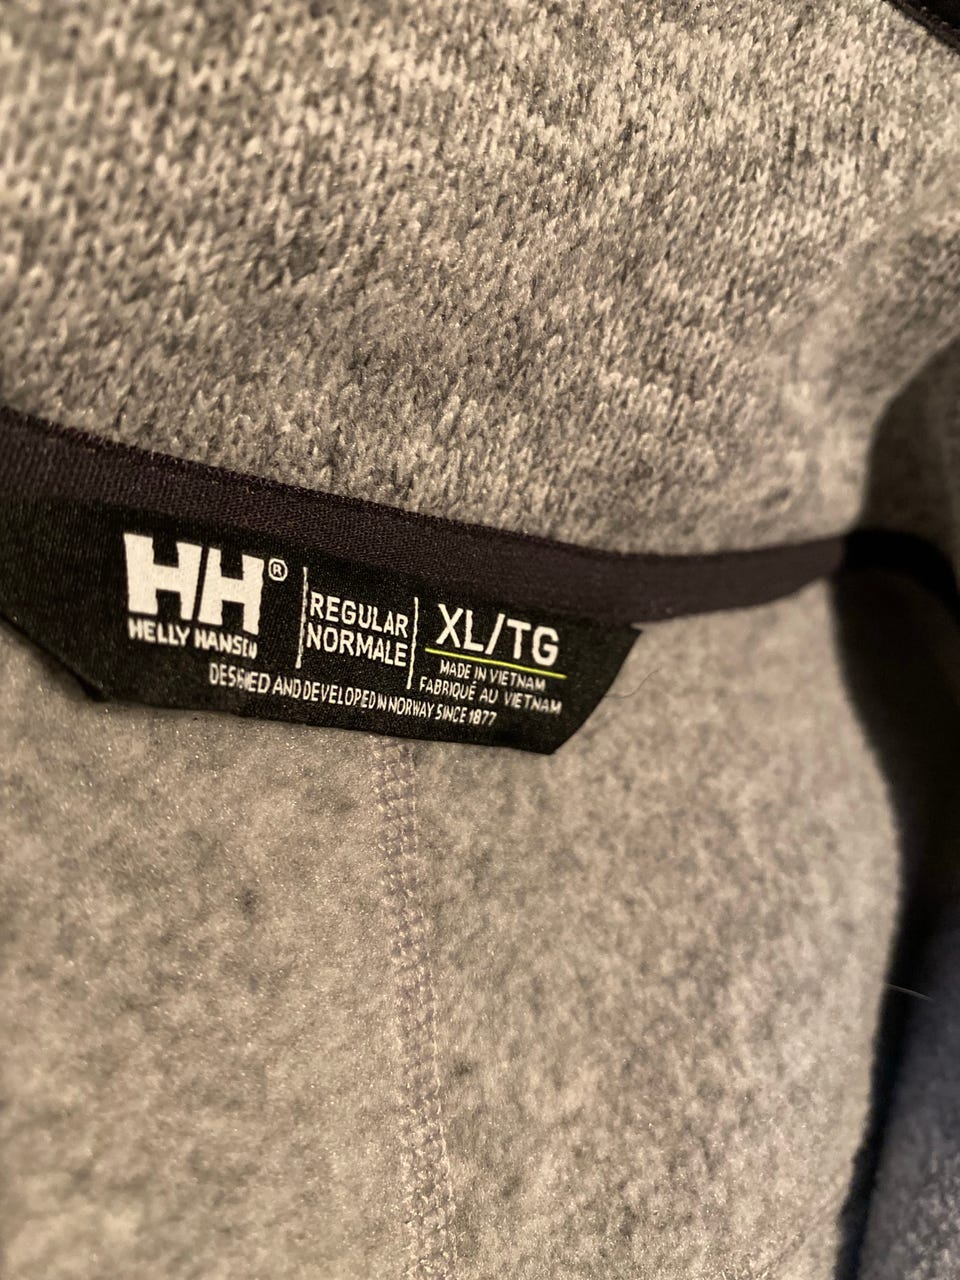 HH®
HELLY HANSEN
REGULAR
NORMALE
XL/TG
MADE IN VIETNAM
FABRIQUÉ AU VIETNAM
DESIGNED AND DEVELOPED IN NORWAY SINCE 1877